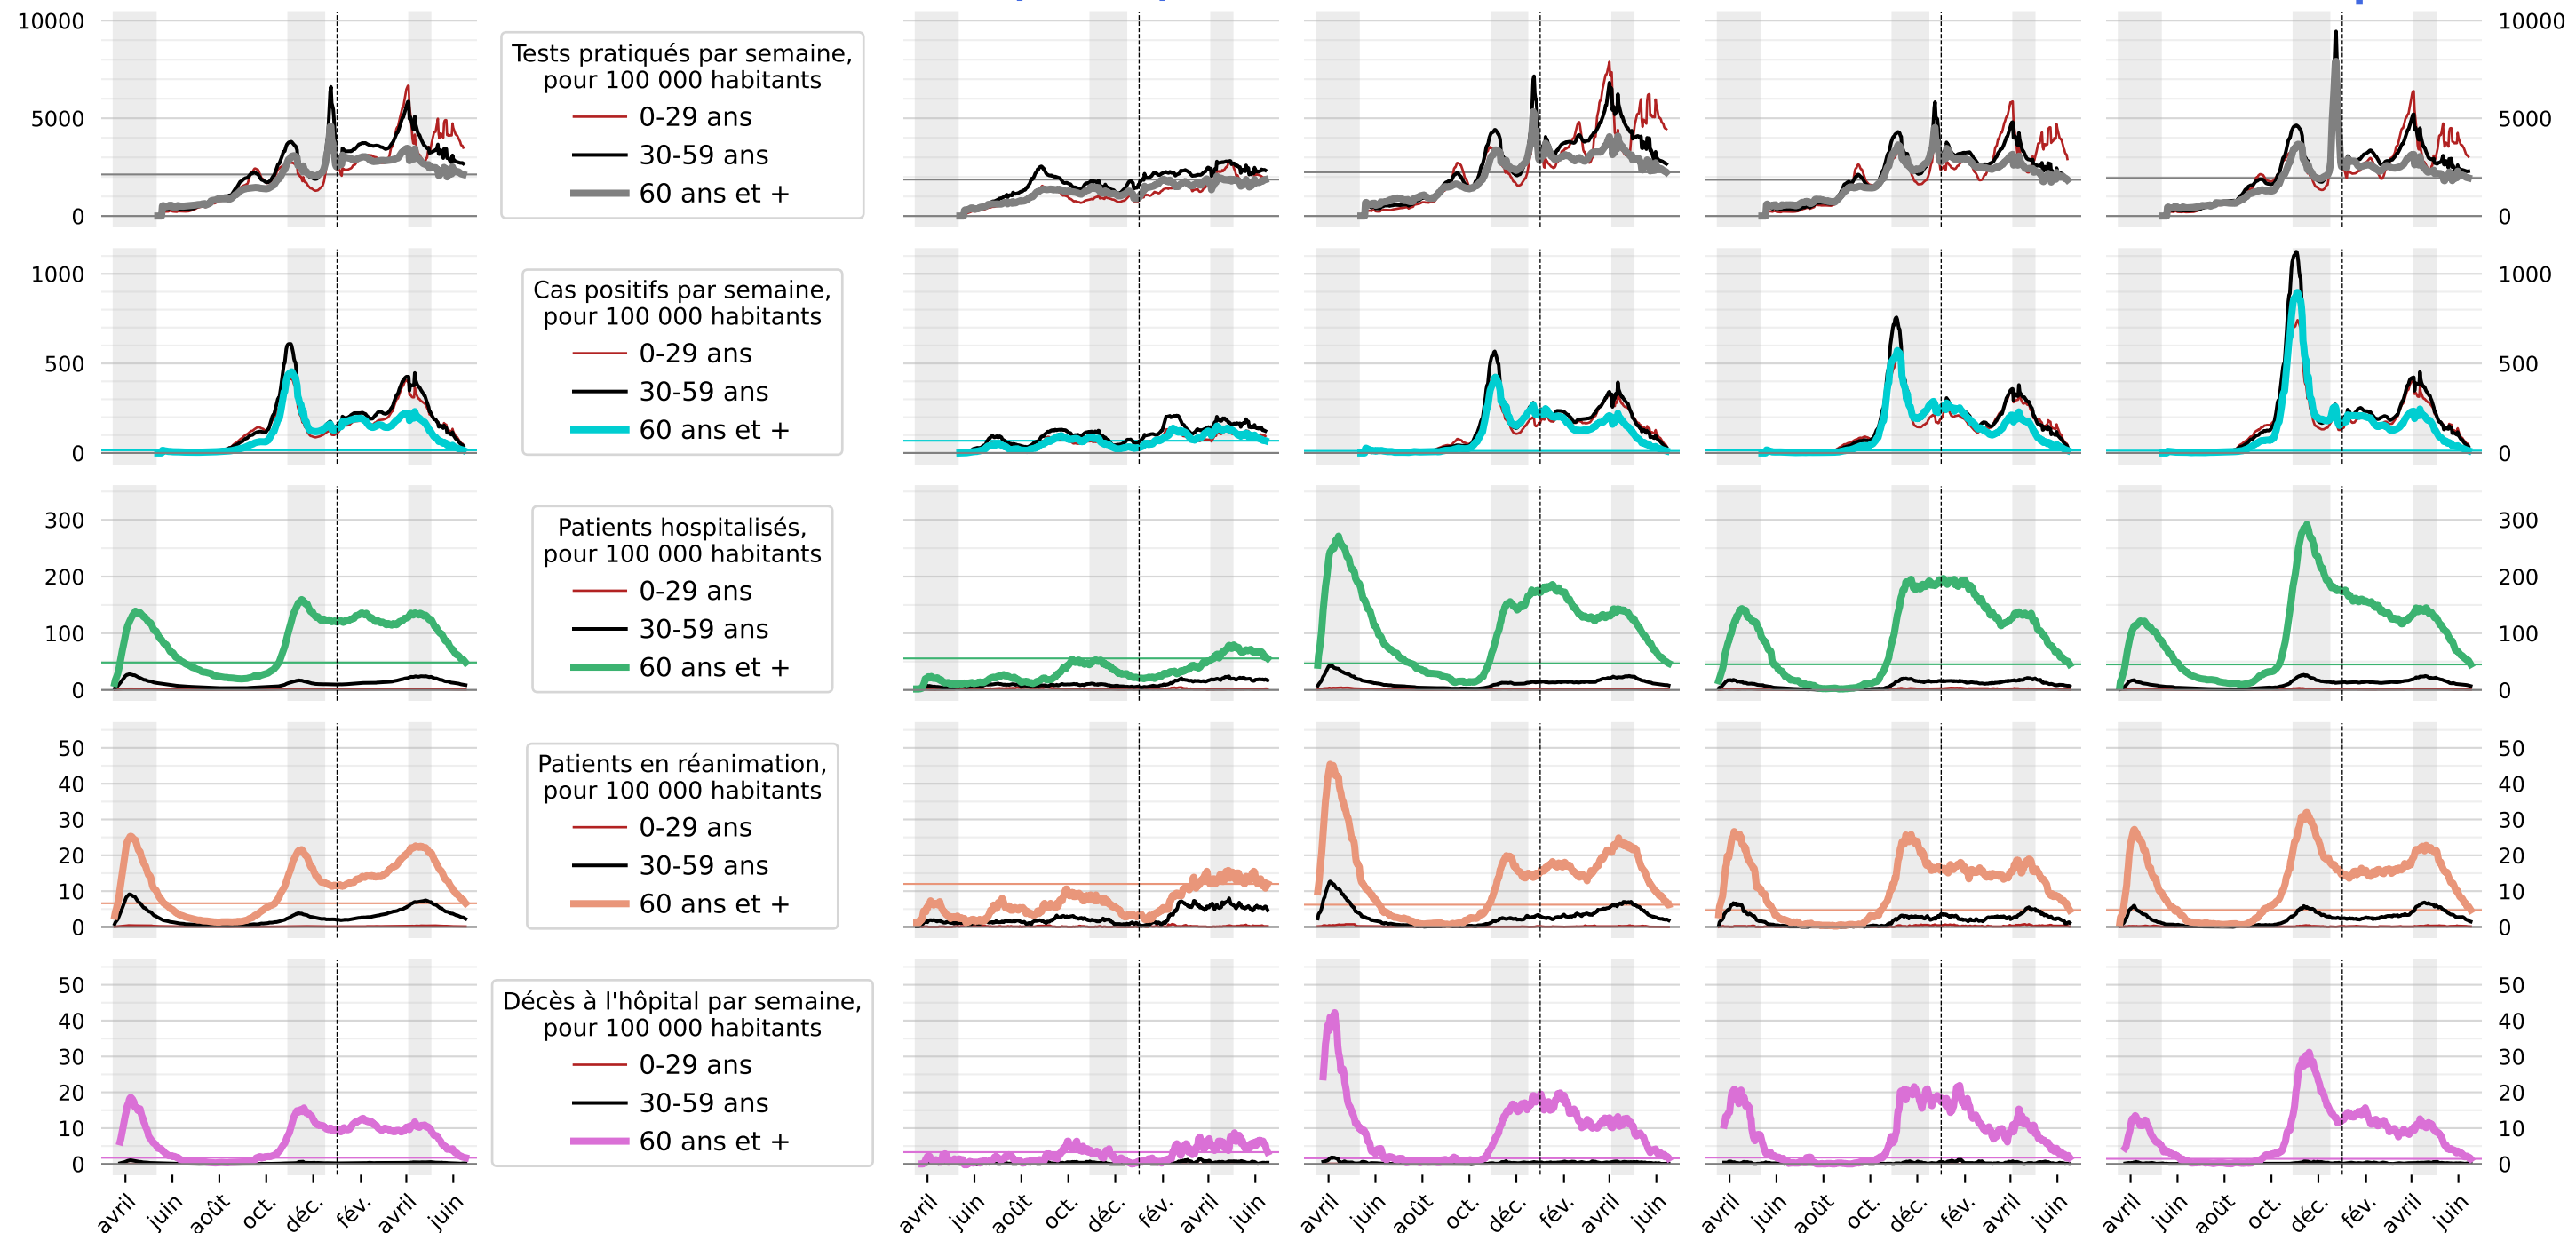 10000
5000
0
Tests pratiqués par semaine,
pour 100 000 habitants
0-29 ans
30-59 ans
60 ans et +
10000
5000
0
1000
500
0
Cas positifs par semaine,
pour 100 000 habitants
0-29 ans
30-59 ans
60 ans et +
1000
500
0
300
200
100
0
Patients hospitalisés,
pour 100 000 habitants
0-29 ans
30-59 ans
60 ans et +
300
200
100
0
50
40
30
20
10
0
Patients en réanimation,
pour 100 000 habitants
0-29 ans
30-59 ans
60 ans et +
50
40
30
20
10
0
50
40
30
20
10
0
Décès à l'hôpital par semaine,
pour 100 000 habitants
0-29 ans
30-59 ans
60 ans et +
50
40
30
20
10
0
avril juin août oct. déc. fév. avril juin
avril juin août oct. déc. fév. avril juin
avril juin août oct. déc. fév. avril juin
avril juin août oct. déc. fév. avril juin
avril juin août oct. déc. fév. avril juin